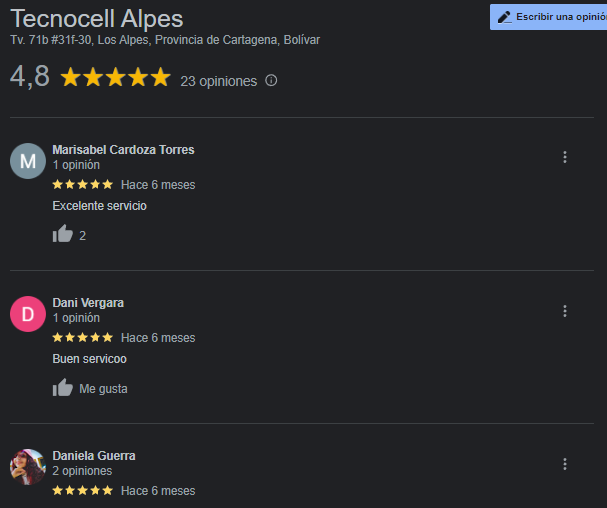 Tecnocell Alpes
Escribir una opinió
Tv. 71b #31f-30, Los Alpes, Provincia de Cartagena, Bolívar
4,8 23 opiniones
M
Marisabel Cardoza Torres
1 opinión
Hace 6 meses
Excelente servicio
2
D
Dani Vergara
1 opinión
Hace 6 meses
Buen servicoo
Me gusta
Daniela Guerra
2 opiniones
Hace 6 meses